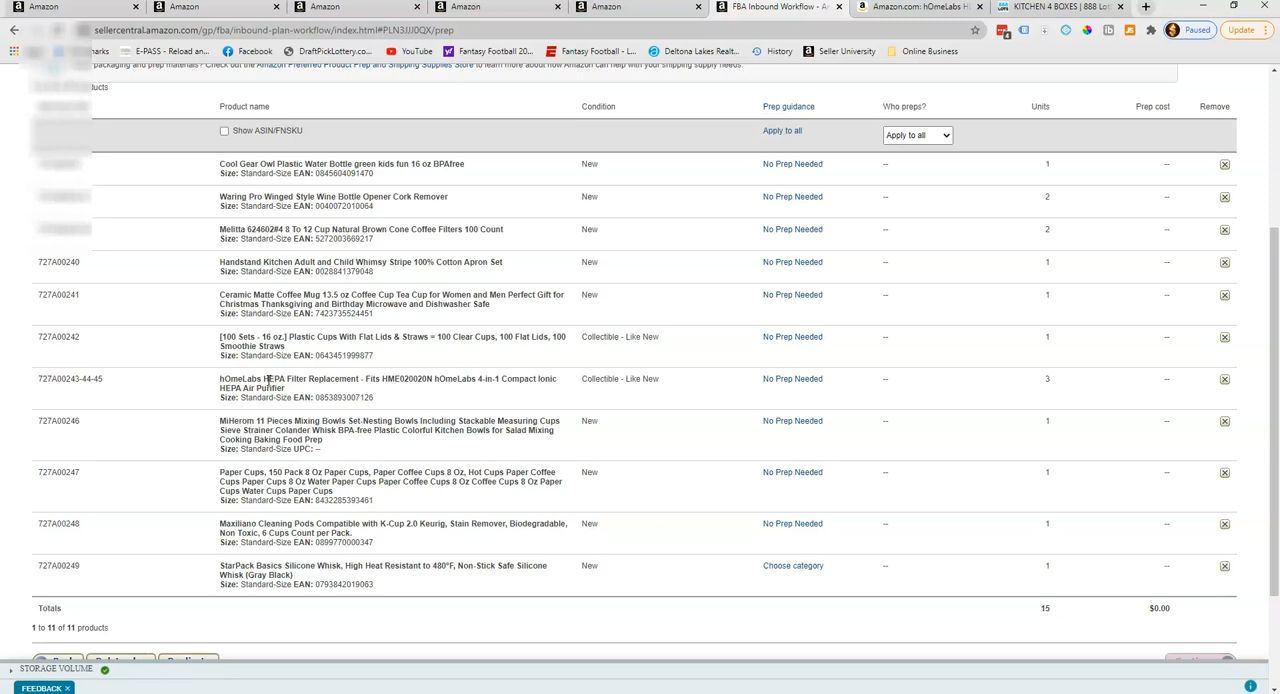 Amazon Amazon Amazon Amazon Amazon FBA Inbound Workflow - Am Amazon.com: hOmeLabs H KITCHEN 4 BOXES | 888 Lo
sellercentral.amazon.com/gp/fba/inbound-plan-workflow/index.html#PLN3JJJ0QX/prep Paused Update
E-PASS - Reload an... Facebook DraftPickLottery.co... YouTube Fantasy Football 20... Fantasy Football - L... Deltona Lakes Realt... History Seller University Online Business
packaging and prep materials? Check out the Amazon Preferred Product Prep and Shipping Supplies Store to learn more about how Amazon can help with your shipping supply needs.
Product name Condition Prep guidance Who preps? Units Prep cost Remove
Show ASIN/FNSKU Apply to all Apply to all
Cool Gear Owl Plastic Water Bottle green kids fun 16 oz BPAfree New No Prep Needed -- 1 --
Size: Standard-Size EAN: 0845604091470
Waring Pro Winged Style Wine Bottle Opener Cork Remover New No Prep Needed -- 2 --
Size: Standard-Size EAN: 0040072010064
Melitta 624602#4 8 To 12 Cup Natural Brown Cone Coffee Filters 100 Count New No Prep Needed -- 2 --
Size: Standard-Size EAN: 5272003669217
727A00240 Handstand Kitchen Adult and Child Whimsy Stripe 100% Cotton Apron Set New No Prep Needed -- 1 --
Size: Standard-Size EAN: 0028841379048
727A00241 Ceramic Matte Coffee Mug 13.5 oz Coffee Cup Tea Cup for Women and Men Perfect Gift for New No Prep Needed -- 1 --
Christmas Thanksgiving and Birthday Microwave and Dishwasher Safe
Size: Standard-Size EAN: 7423735524451
727A00242 [100 Sets - 16 oz.] Plastic Cups With Flat Lids & Straws = 100 Clear Cups, 100 Flat Lids, 100 Collectible - Like New No Prep Needed -- 1 --
Smoothie Straws
Size: Standard-Size EAN: 0643451999877
727A00243-44-45 hOmeLabs HEPA Filter Replacement - Fits HME020020N hOmeLabs 4-in-1 Compact Ionic Collectible - Like New No Prep Needed -- 3 --
HEPA Air Purifier
Size: Standard-Size EAN: 0853893007126
727A00246 MiHerom 11 Pieces Mixing Bowls Set-Nesting Bowls Including Stackable Measuring Cups New No Prep Needed -- 1 --
Sieve Strainer Colander Whisk BPA-free Plastic Colorful Kitchen Bowls for Salad Mixing
Cooking Baking Food Prep
Size: Standard-Size UPC: --
727A00247 Paper Cups, 150 Pack 8 Oz Paper Cups, Paper Coffee Cups 8 Oz, Hot Cups Paper Coffee New No Prep Needed -- 1 --
Cups Paper Cups 8 Oz Water Paper Cups Paper Coffee Cups 8 Oz Coffee Cups 8 Oz Paper
Cups Water Cups Paper Cups
Size: Standard-Size EAN: 8432285393461
727A00248 Maxiliano Cleaning Pods Compatible with K-Cup 2.0 Keurig, Stain Remover, Biodegradable, New No Prep Needed -- 1 --
Non Toxic, 6 Cups Count per Pack.
Size: Standard-Size EAN: 0899770000347
727A00249 StarPack Basics Silicone Whisk, High Heat Resistant to 480°F, Non-Stick Safe Silicone New Choose category -- 1 --
Whisk (Gray Black)
Size: Standard-Size EAN: 0793842019063
Totals 15 $0.00
1 to 11 of 11 products
STORAGE VOLUME
FEEDBACK ×